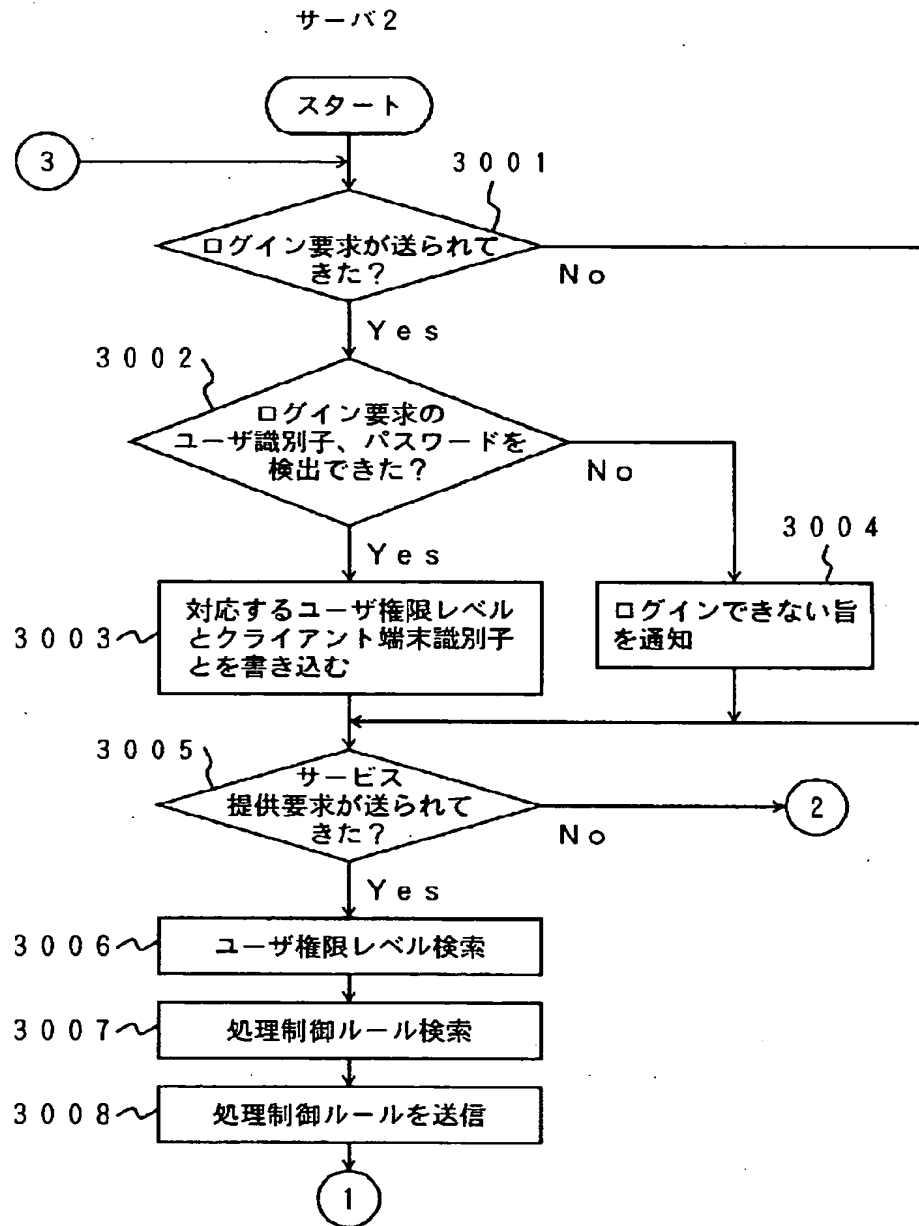 サーバ2
スタート
3
3001
ログイン要求が送られて
きた?
No
Yes
3002
ログイン要求の
ユーザ識別子、パスワードを
検出できた?
No
Yes
3004
対応するユーザ権限レベル
とクライアント端末識別子
とを書き込む
3003
ログインできない旨
を通知
3005
サービス
提供要求が送られて
きた?
2
No
Yes
3006
ユーザ権限レベル検索
3007
処理制御ルール検索
3008
処理制御ルールを送信
1